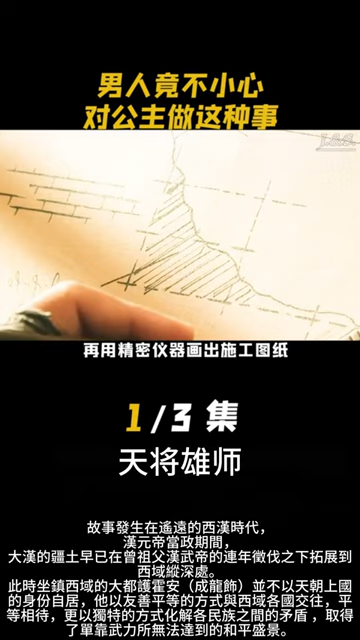 男人竟不小心
对公主做这种事
再用精密仪器画出施工图纸
1/3 集
天将雄师
故事發生在遙遠的西漢時代，
漢元帝當政期間，
大漢的疆土早已在曾祖父漢武帝的連年徵伐之下拓展到
西域縱深處。
此時坐鎮西域的大都護霍安（成龍飾）並不以天朝上國
的身份自居，他以友善平等的方式與西域各國交往，平
等相待，更以獨特的方式化解各民族之間的矛盾 ，取得
了單靠武力所無法達到的和平盛景。